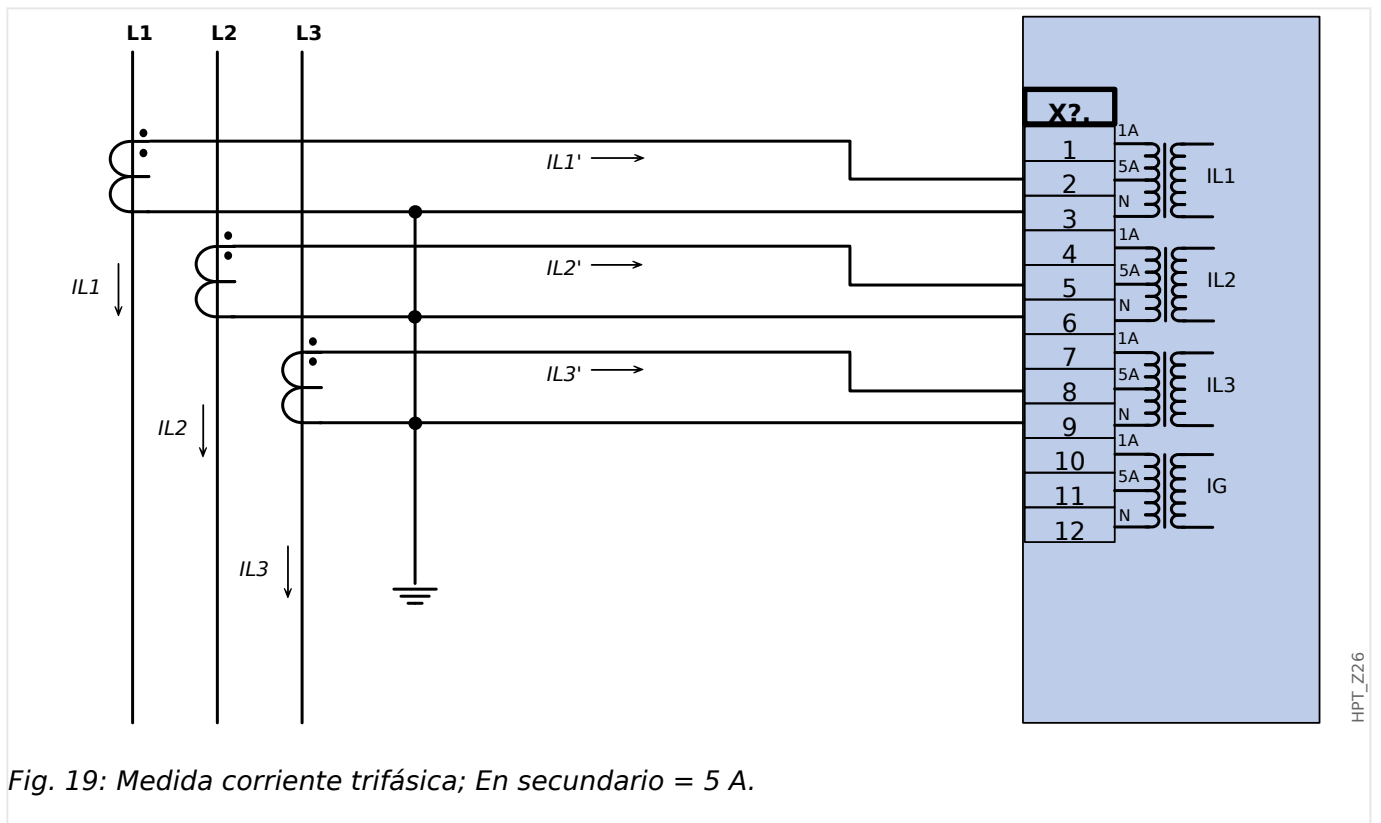 L1 L2 L3
X?.
1A
1
IL1'
5A
IL1
2
N
3
1A
4
IL2'
5A
IL2
IL1
5
N
6
1A
7
IL3'
5A
IL3
8
N
IL2
9
1A
10
5A
IG
11
N
12
IL3
HPT_Z26
Fig. 19: Medida corriente trifásica; En secundario = 5 A.